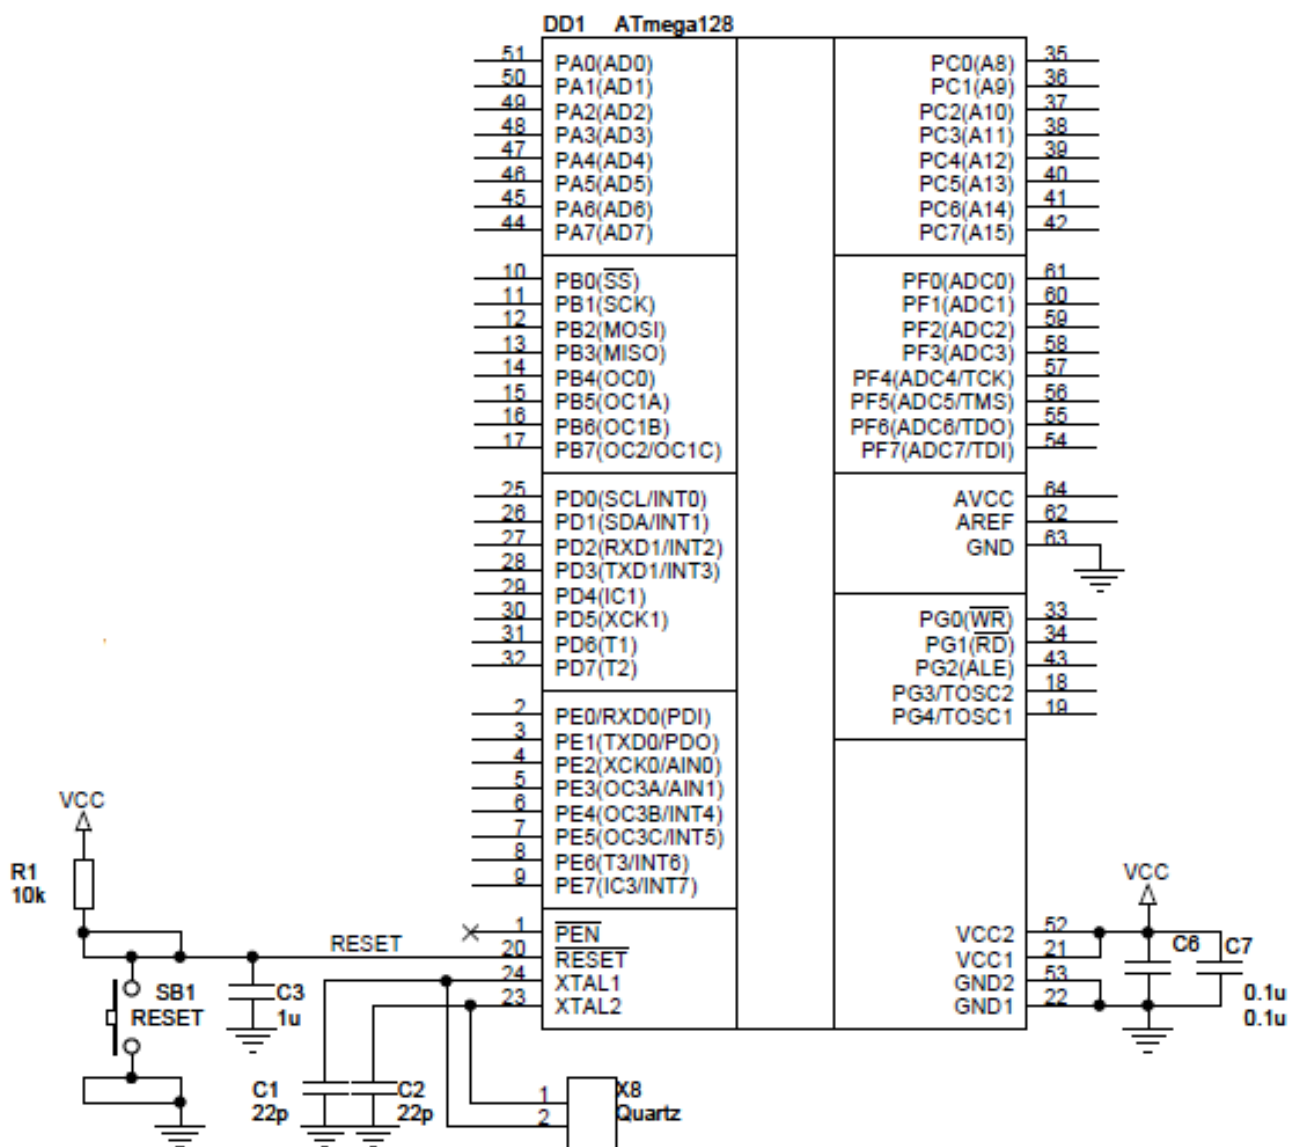 DD1 ATmega128
51 PA0(AD0) PC0(A8) 35
50 PA1(AD1) PC1(A9) 36
49 PA2(AD2) PC2(A10) 37
48 PA3(AD3) PC3(A11) 38
47 PA4(AD4) PC4(A12) 39
46 PA5(AD5) PC5(A13) 40
45 PA6(AD6) PC6(A14) 41
44 PA7(AD7) PC7(A15) 42
10 PB0(SS) PF0(ADC0) 61
11 PB1(SCK) PF1(ADC1) 60
12 PB2(MOSI) PF2(ADC2) 59
13 PB3(MISO) PF3(ADC3) 58
14 PB4(OC0) PF4(ADC4/TCK) 57
15 PB5(OC1A) PF5(ADC5/TMS) 56
16 PB6(OC1B) PF6(ADC6/TDO) 55
17 PB7(OC2/OC1C) PF7(ADC7/TDI) 54
25 PD0(SCL/INT0) AVCC 64
26 PD1(SDA/INT1) AREF 62
27 PD2(RXD1/INT2) GND 63
28 PD3(TXD1/INT3)
29 PD4(IC1)
30 PD5(XCK1) PG0(WR) 33
31 PD6(T1) PG1(RD) 34
32 PD7(T2) PG2(ALE) 43
PG3/TOSC2 18
2 PE0/RXD0(PDI) PG4/TOSC1 19
3 PE1(TXD0/PDO)
4 PE2(XCK0/AIN0)
5 PE3(OC3A/AIN1)
6 PE4(OC3B/INT4)
7 PE5(OC3C/INT5)
8 PE6(T3/INT6)
9 PE7(IC3/INT7)
VCC
R1
10k
VCC
1 PEN VCC2 52
RESET 20 RESET VCC1 21
24 XTAL1 GND2 53
23 XTAL2 GND1 22
C6 C7
0.1u
0.1u
SB1
RESET
C3
1u
C1
22p
C2
22p
1
2
X8
Quartz